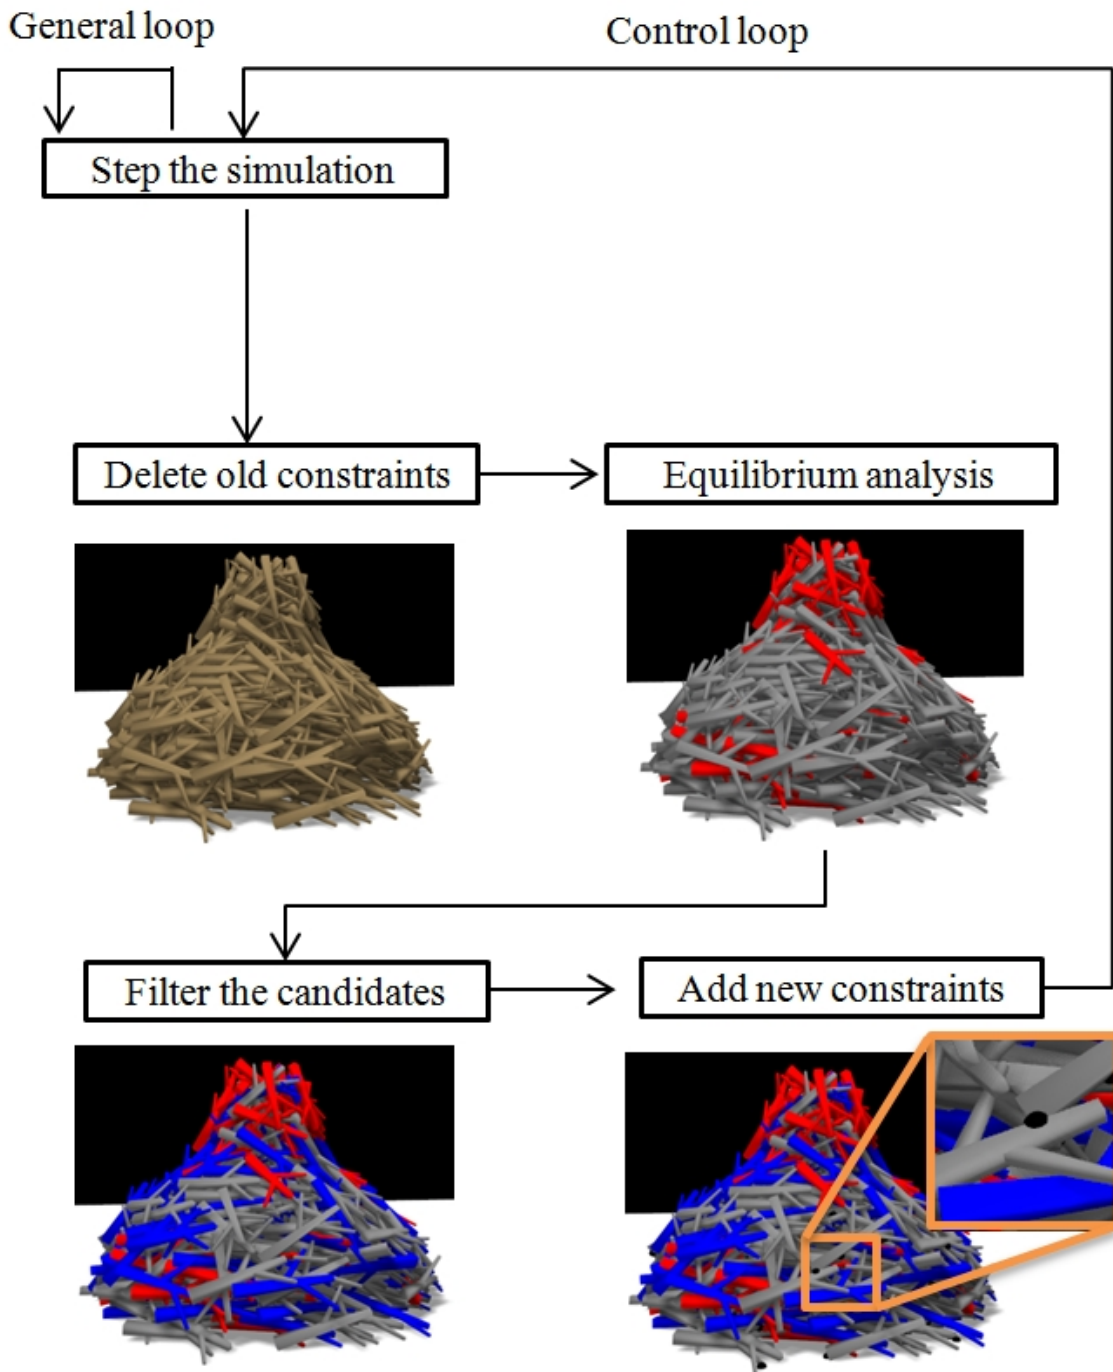 General loop
Control loop
Step the simulation
Delete old constraints
Equilibrium analysis
Filter the candidates
Add new constraints